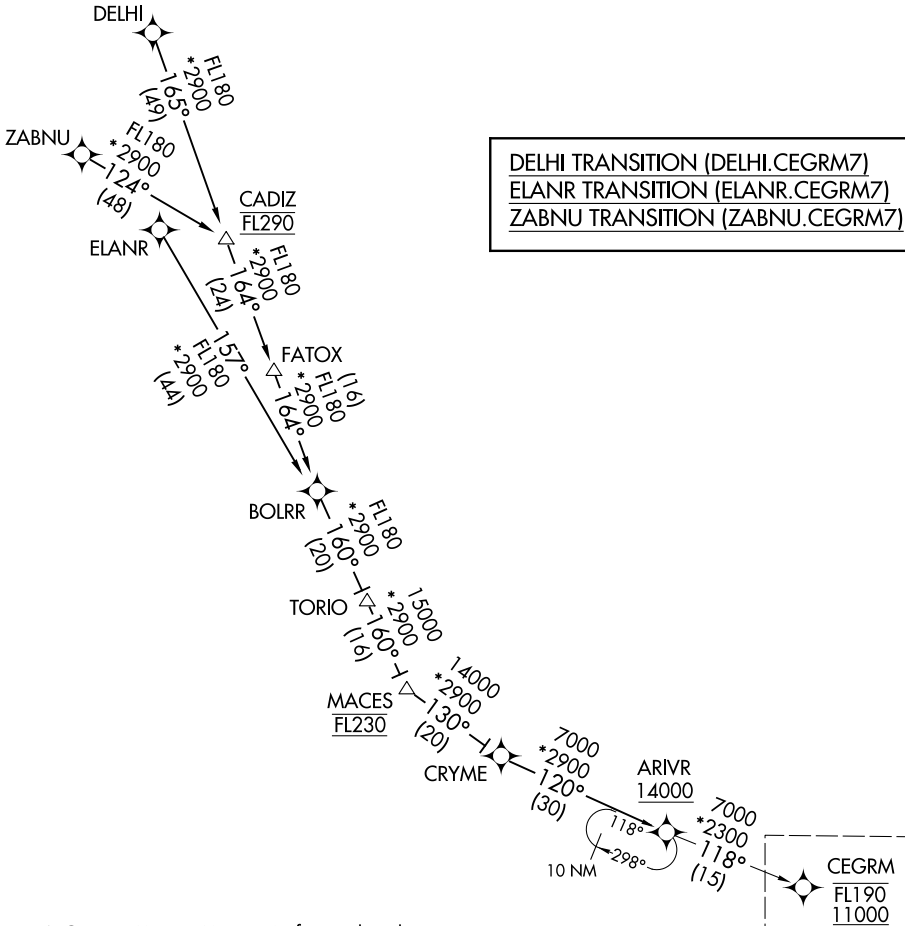 DELHI
FL180
*2900
165°
(49)
ZABNU
FL180
*2900
124°
(48)
DELHI TRANSITION (DELHI.CEGRM7)
ELANR TRANSITION (ELANR.CEGRM7)
ZABNU TRANSITION (ZABNU.CEGRM7)
CADIZ
FL290
ELANR
FL180
*2900
164°
(24)
157°
FL180
*2900
(44)
FATOX
(16)
FL180
*2900
164°
BOLRR
FL180
*2900
160°
(20)
TORIO
15000
*2900
160°
(16)
MACES
FL230
14000
*2900
130°
(20)
CRYME
7000
*2900
120°
(30)
ARIVR
14000
118°
298°
10 NM
7000
*2300
118°
(15)
CEGRM
FL190
11000